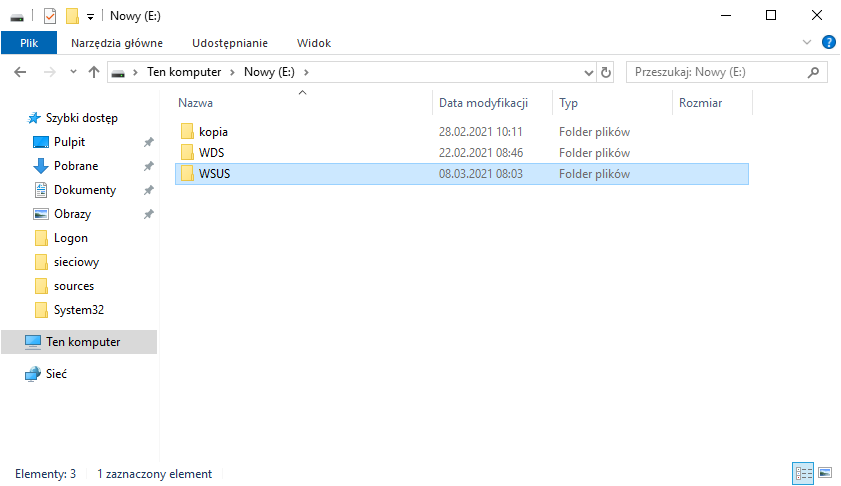 Nowy (E:)
Plik Narzędzia główne Udostępnianie Widok
Ten komputer Nowy (E:) Przeszukaj: Nowy (E:)
Nazwa Data modyfikacji Typ Rozmiar
kopia 28.02.2021 10:11 Folder plików
WDS 22.02.2021 08:46 Folder plików
WSUS 08.03.2021 08:03 Folder plików
Szybki dostęp
Pulpit
Pobrane
Dokumenty
Obrazy
Logon
sieciowy
sources
System32
Ten komputer
Sieć
Elementy: 3 1 zaznaczony element